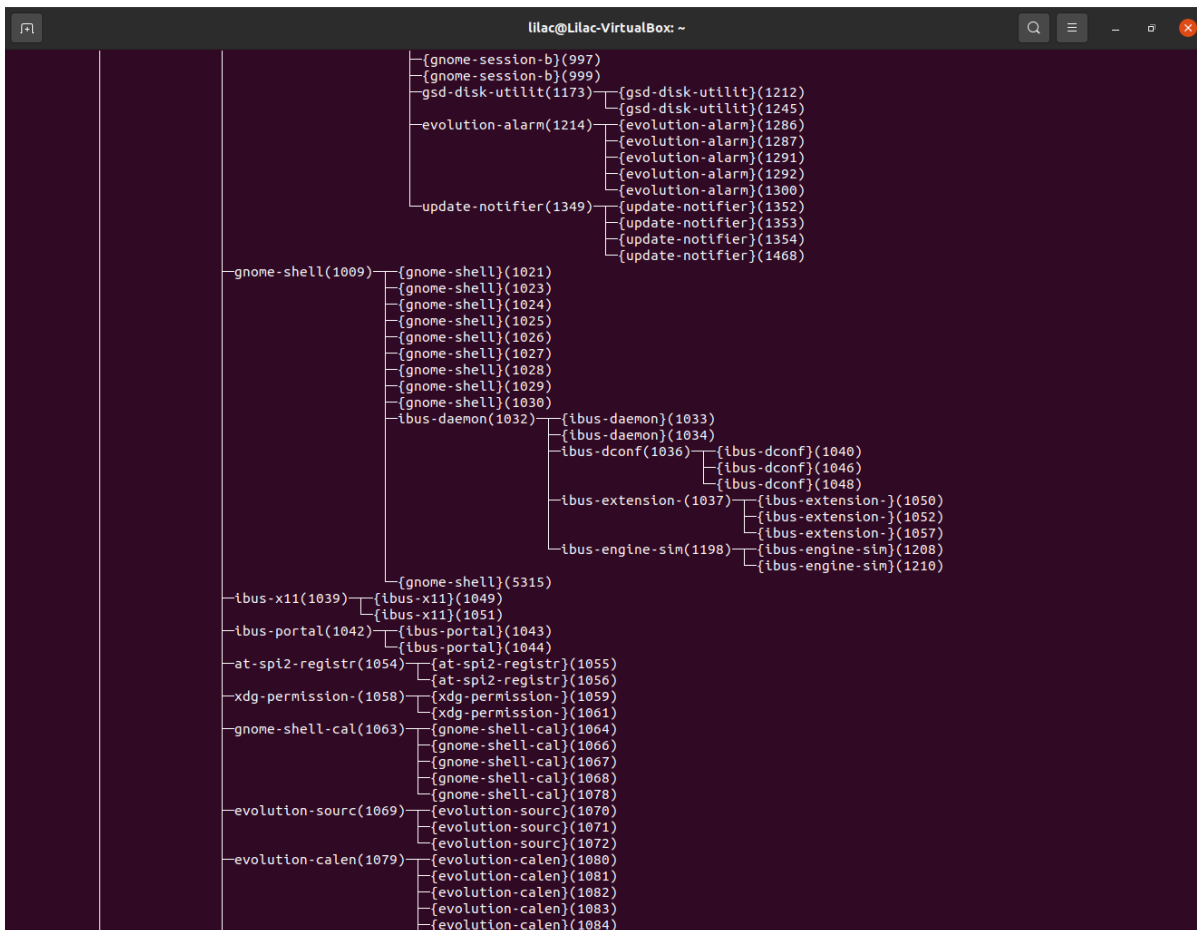 lilac@Lilac-VirtualBox: ~
├─{gnome-session-b}(997)
├─{gnome-session-b}(999)
├─gsd-disk-utilit(1173)─┬─{gsd-disk-utilit}(1212)
└─{gsd-disk-utilit}(1245)
├─evolution-alarm(1214)─┬─{evolution-alarm}(1286)
├─{evolution-alarm}(1287)
├─{evolution-alarm}(1291)
├─{evolution-alarm}(1292)
└─{evolution-alarm}(1300)
└─update-notifier(1349)─┬─{update-notifier}(1352)
├─{update-notifier}(1353)
├─{update-notifier}(1354)
└─{update-notifier}(1468)
├─gnome-shell(1009)─┬─{gnome-shell}(1021)
├─{gnome-shell}(1023)
├─{gnome-shell}(1024)
├─{gnome-shell}(1025)
├─{gnome-shell}(1026)
├─{gnome-shell}(1027)
├─{gnome-shell}(1028)
├─{gnome-shell}(1029)
├─{gnome-shell}(1030)
├─ibus-daemon(1032)─┬─{ibus-daemon}(1033)
├─{ibus-daemon}(1034)
├─ibus-dconf(1036)─┬─{ibus-dconf}(1040)
├─{ibus-dconf}(1046)
└─{ibus-dconf}(1048)
├─ibus-extension-(1037)─┬─{ibus-extension-}(1050)
├─{ibus-extension-}(1052)
└─{ibus-extension-}(1057)
└─ibus-engine-sim(1198)─┬─{ibus-engine-sim}(1208)
└─{ibus-engine-sim}(1210)
└─{gnome-shell}(5315)
├─ibus-x11(1039)─┬─{ibus-x11}(1049)
└─{ibus-x11}(1051)
├─ibus-portal(1042)─┬─{ibus-portal}(1043)
└─{ibus-portal}(1044)
├─at-spi2-registr(1054)─┬─{at-spi2-registr}(1055)
└─{at-spi2-registr}(1056)
├─xdg-permission-(1058)─┬─{xdg-permission-}(1059)
└─{xdg-permission-}(1061)
├─gnome-shell-cal(1063)─┬─{gnome-shell-cal}(1064)
├─{gnome-shell-cal}(1066)
├─{gnome-shell-cal}(1067)
├─{gnome-shell-cal}(1068)
└─{gnome-shell-cal}(1078)
├─evolution-sourc(1069)─┬─{evolution-sourc}(1070)
├─{evolution-sourc}(1071)
└─{evolution-sourc}(1072)
├─evolution-calen(1079)─┬─{evolution-calen}(1080)
├─{evolution-calen}(1081)
├─{evolution-calen}(1082)
├─{evolution-calen}(1083)
├─{evolution-calen}(1084)